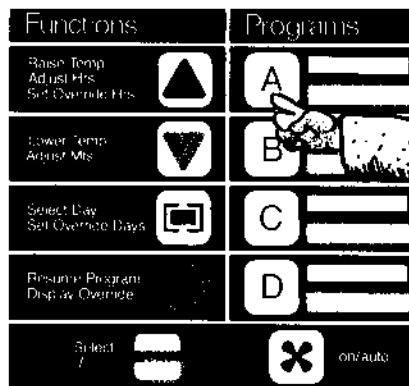 Functions
Programs
Raise Temp
Adjust Hrs
Set Override Hrs
A
Lower Temp
Adjust Mts
B
Select Day
Set Override Days
C
Resume Program
Display Override
D
Select
/
on/auto